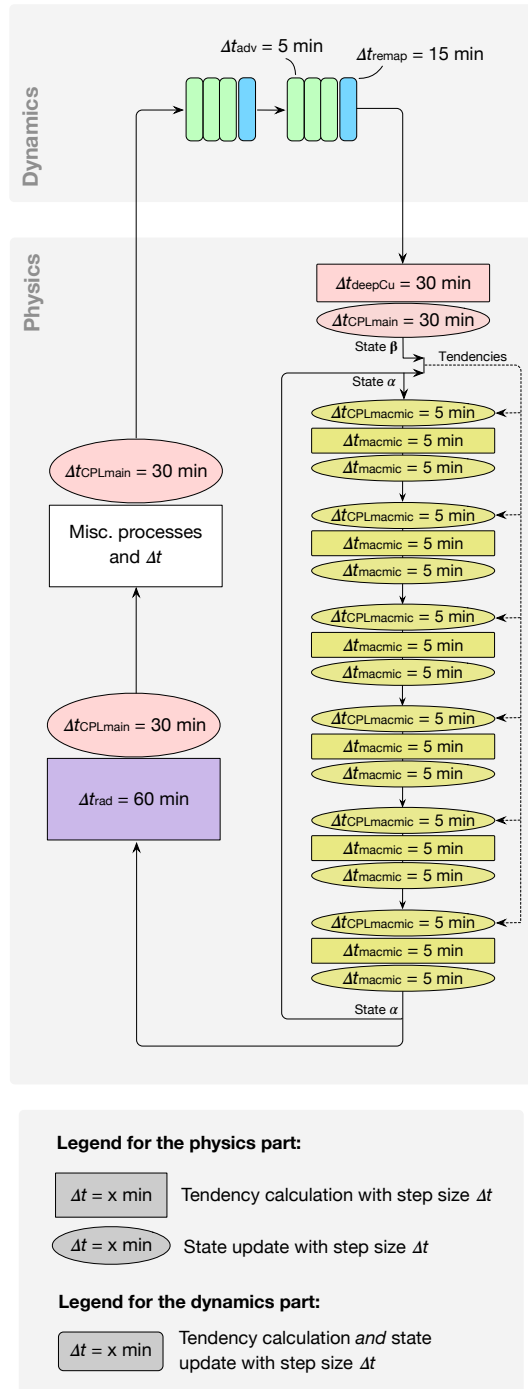 Dynamics
Δtadv = 5 min
Δtremap = 15 min
Physics
ΔtdeepCu = 30 min
ΔtCPLmain = 30 min
State β
Tendencies
State α
ΔtCPLmacmic = 5 min
Δtmacmic = 5 min
Δtmacmic = 5 min
ΔtCPLmacmic = 5 min
Δtmacmic = 5 min
Δtmacmic = 5 min
ΔtCPLmacmic = 5 min
Δtmacmic = 5 min
Δtmacmic = 5 min
ΔtCPLmacmic = 5 min
Δtmacmic = 5 min
Δtmacmic = 5 min
ΔtCPLmacmic = 5 min
Δtmacmic = 5 min
Δtmacmic = 5 min
ΔtCPLmacmic = 5 min
Δtmacmic = 5 min
Δtmacmic = 5 min
State α
ΔtCPLmain = 30 min
Misc. processes
and Δt
ΔtCPLmain = 30 min
Δtrad = 60 min
Legend for the physics part:
Δt = x min
Tendency calculation with step size Δt
Δt = x min
State update with step size Δt
Legend for the dynamics part:
Δt = x min
Tendency calculation and state
update with step size Δt